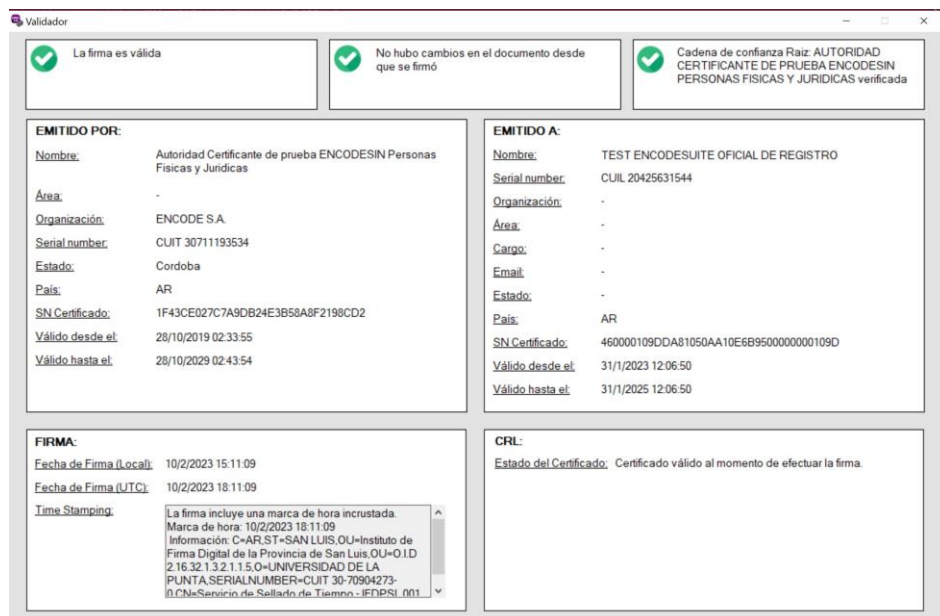 Validador
La firma es válida
No hubo cambios en el documento desde
que se firmó
Cadena de confianza Raiz: AUTORIDAD
CERTIFICANTE DE PRUEBA ENCODESIN
PERSONAS FISICAS Y JURIDICAS verificada
EMITIDO POR:
Nombre: Autoridad Certificante de prueba ENCODESIN Personas
Fisicas y Juridicas
Área: -
Organización: ENCODE S.A.
Serial number: CUIT 30711193534
Estado: Cordoba
País: AR
SN Certificado: 1F43CE027C7A9DB24E3B58A8F2198CD2
Válido desde el: 28/10/2019 02:33:55
Válido hasta el: 28/10/2029 02:43:54
EMITIDO A:
Nombre: TEST ENCODESUITE OFICIAL DE REGISTRO
Serial number: CUIL 20425631544
Organización: -
Área: -
Cargo: -
Email: -
Estado: -
País: AR
SN Certificado: 460000109DDA81050AA10E6B9500000000109D
Válido desde el: 31/1/2023 12:06:50
Válido hasta el: 31/1/2025 12:06:50
FIRMA:
Fecha de Firma (Local): 10/2/2023 15:11:09
Fecha de Firma (UTC): 10/2/2023 18:11:09
Time Stamping: La firma incluye una marca de hora incrustada.
Marca de hora: 10/2/2023 18:11:09
Información: C=AR,ST=SAN LUIS,OU=Instituto de
Firma Digital de la Provincia de San Luis,OU=O.I.D
2.16.32.1.3.2.1.1.5,O=UNIVERSIDAD DE LA
PUNTA,SERIALNUMBER=CUIT 30-70904273-
0,CN=Servicio de Sellado de Tiempo - IFDPSL 001
CRL:
Estado del Certificado: Certificado válido al momento de efectuar la firma.